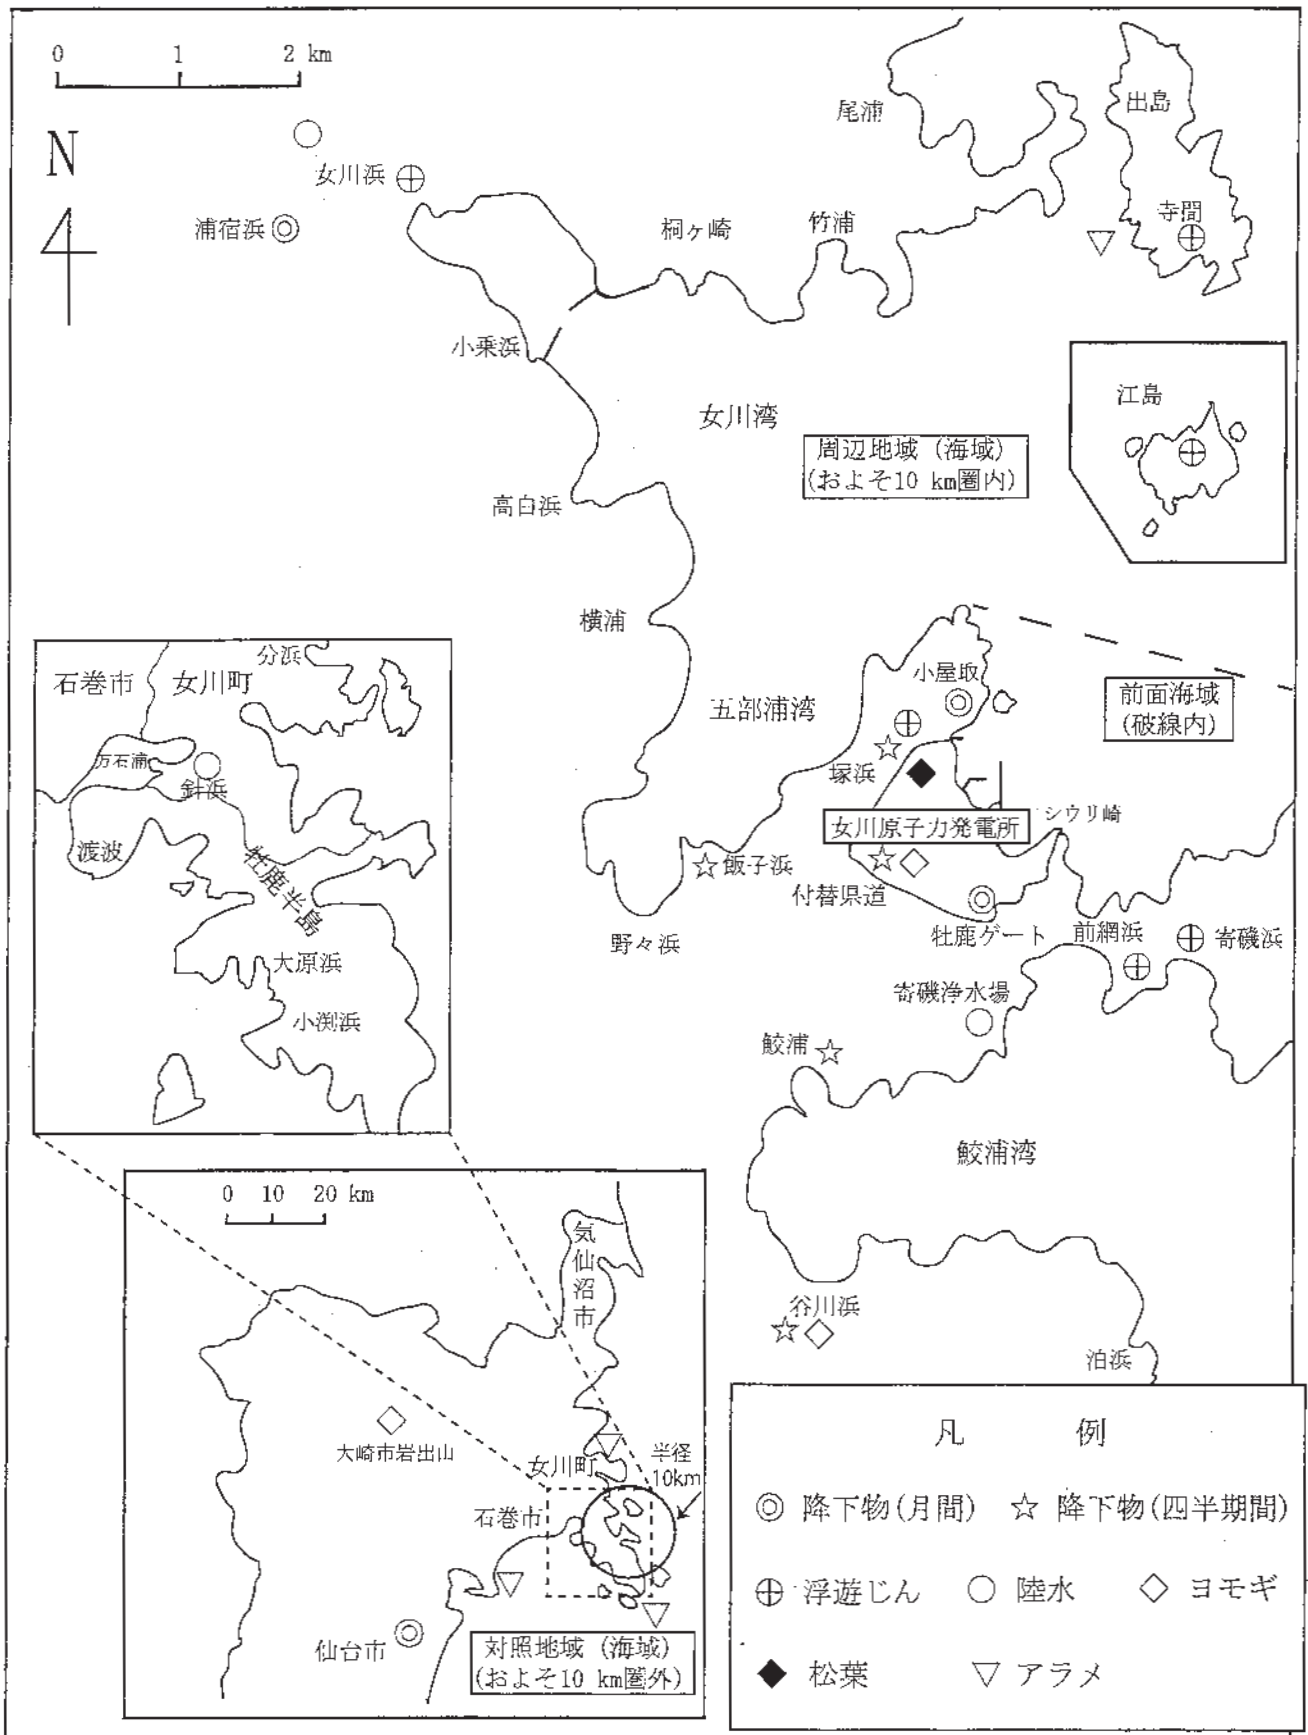 0 1 2 km
N
尾浦
出島
女川浜
浦宿浜
桐ヶ崎
竹浦
寺間
小乗浜
女川湾
江島
周辺地域(海域)
(およそ10 km圏内)
高白浜
横浦
小屋取
前面海域
(破線内)
五部浦湾
塚浜
シウリ崎
女川原子力発電所
飯子浜
付替県道
野々浜
牡鹿ゲート
前網浜
寄磯浜
寄磯浄水場
鮫浦
鮫浦湾
谷川浜
泊浜
石巻市
女川町
分浜
万石浦
針浜
渡波
牡鹿半島
大原浜
小渕浜
0 10 20 km
気仙沼市
大崎市岩出山
女川町
半径
10km
石巻市
仙台市
対照地域(海域)
(およそ10 km圏外)
凡 例
◎ 降下物(月間) ☆ 降下物(四半期間)
⊕ 浮遊じん ○ 陸水 ◇ ヨモギ
◆ 松葉 ▽ アラメ